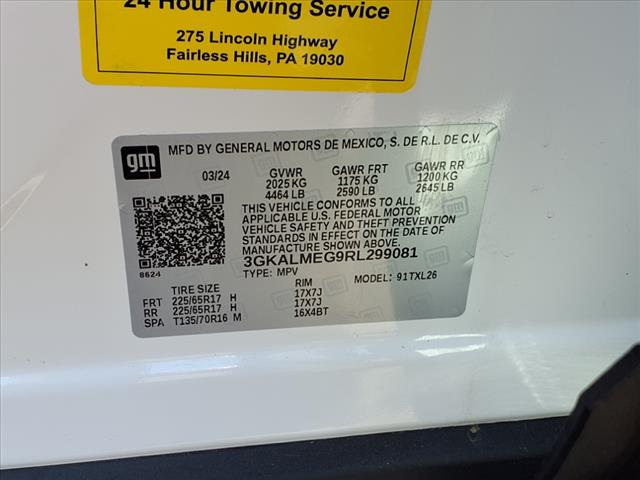 24 Hour Towing Service
275 Lincoln Highway
Fairless Hills, PA 19030
gm
MFD BY GENERAL MOTORS DE MEXICO, S. DE R.L. DE C.V.
03/24 GVWR GAWR FRT GAWR RR
2025 KG 1175 KG 1200 KG
4464 LB 2590 LB 2645 LB
THIS VEHICLE CONFORMS TO ALL
APPLICABLE U.S. FEDERAL MOTOR
VEHICLE SAFETY AND THEFT PREVENTION
STANDARDS IN EFFECT ON THE DATE OF
MANUFACTURE SHOWN ABOVE.
3GKALMEG9RL299081
8624
TYPE: MPV MODEL: 91TXL26
TIRE SIZE RIM
FRT 225/65R17 H 17X7J
RR 225/65R17 H 17X7J
SPA T135/70R16 M 16X4BT